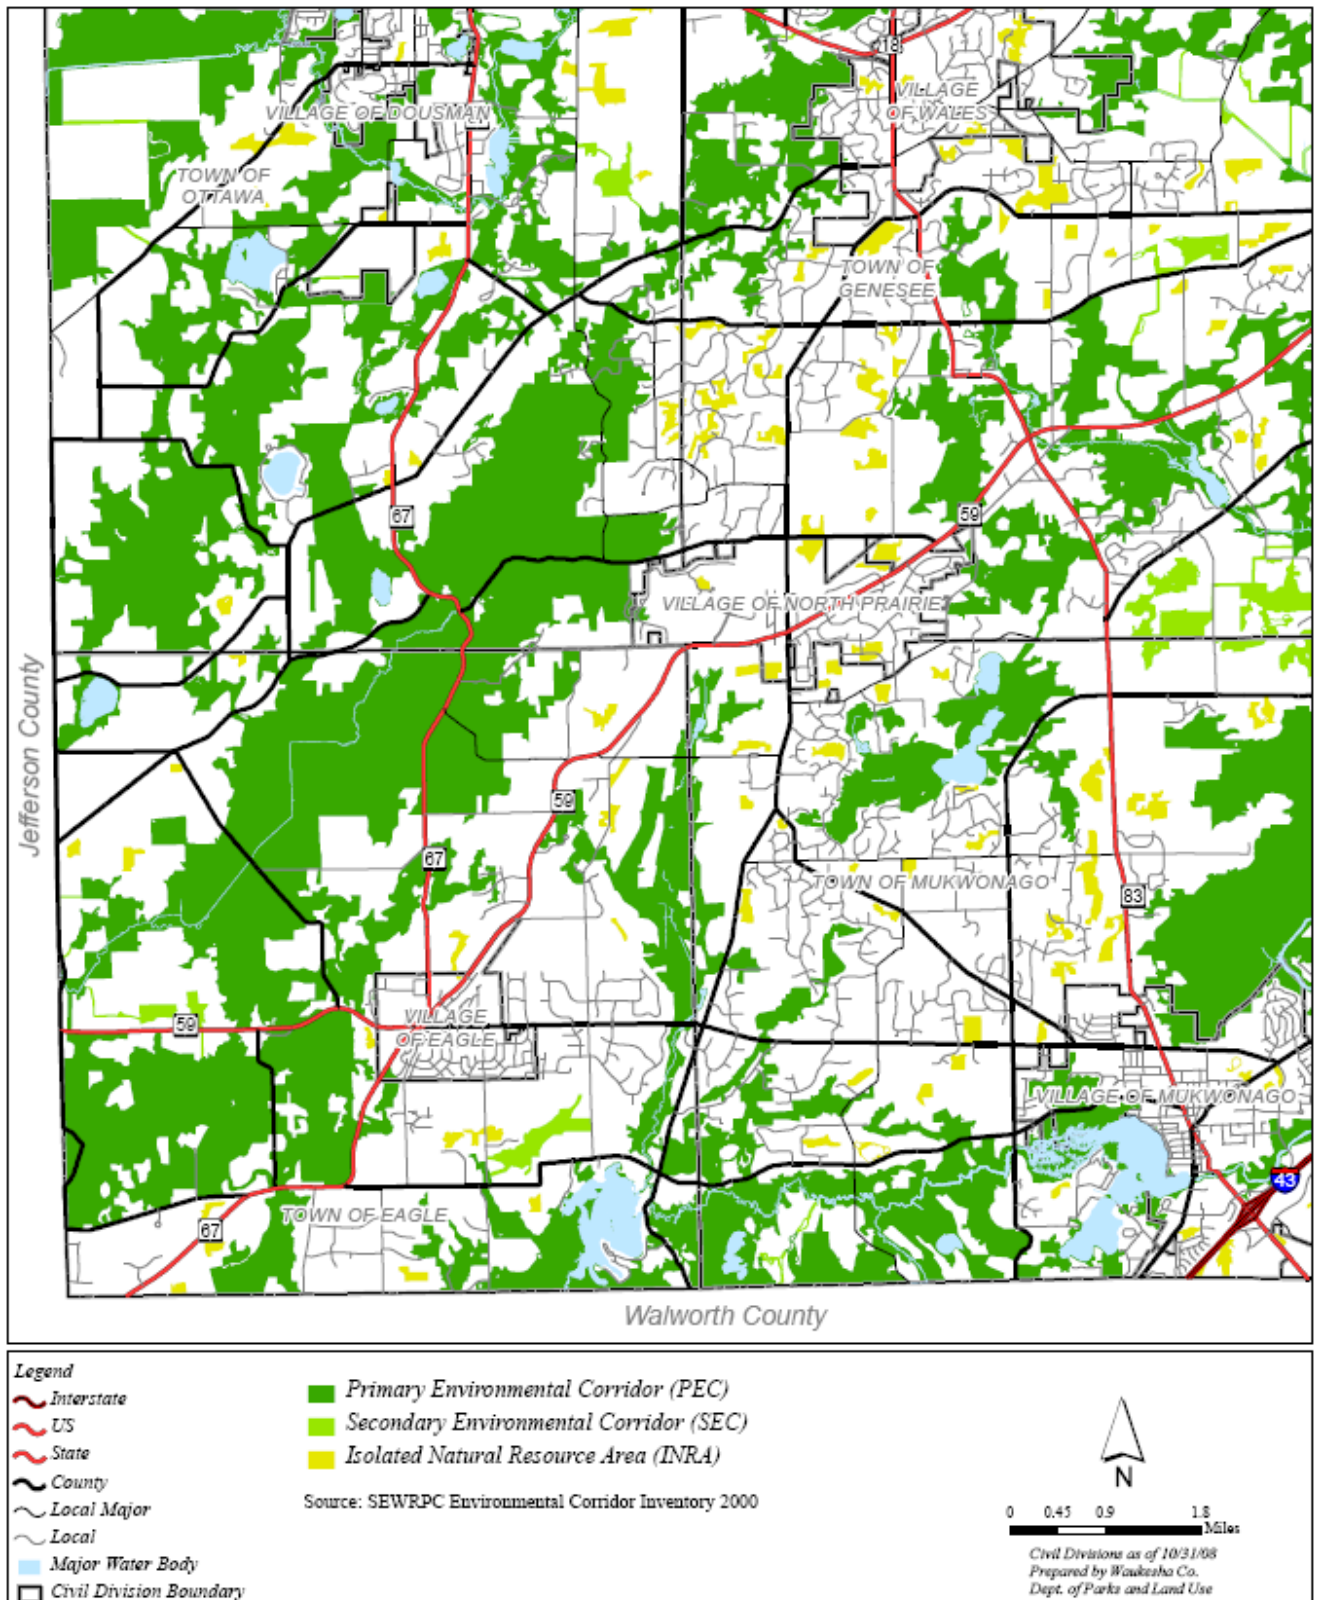 18
VILLAGE
OF WALES
VILLAGE OF DOUSMAN
TOWN OF
OTTAWA
TOWN OF
GENESEE
67
59
VILLAGE OF NORTH PRAIRIE
Jefferson County
59
67
TOWN OF MUKWONAGO
83
VILLAGE
OF EAGLE
59
VILLAGE OF MUKWONAGO
43
TOWN OF EAGLE
67
Walworth County
Legend
Interstate
US
State
County
Local Major
Local
Major Water Body
Civil Division Boundary
Primary Environmental Corridor (PEC)
Secondary Environmental Corridor (SEC)
Isolated Natural Resource Area (INRA)
Source: SEWRPC Environmental Corridor Inventory 2000
N
0 0.45 0.9 1.8
Miles
Civil Divisions as of 10/31/08
Prepared by Waukesha Co.
Dept. of Parks and Land Use